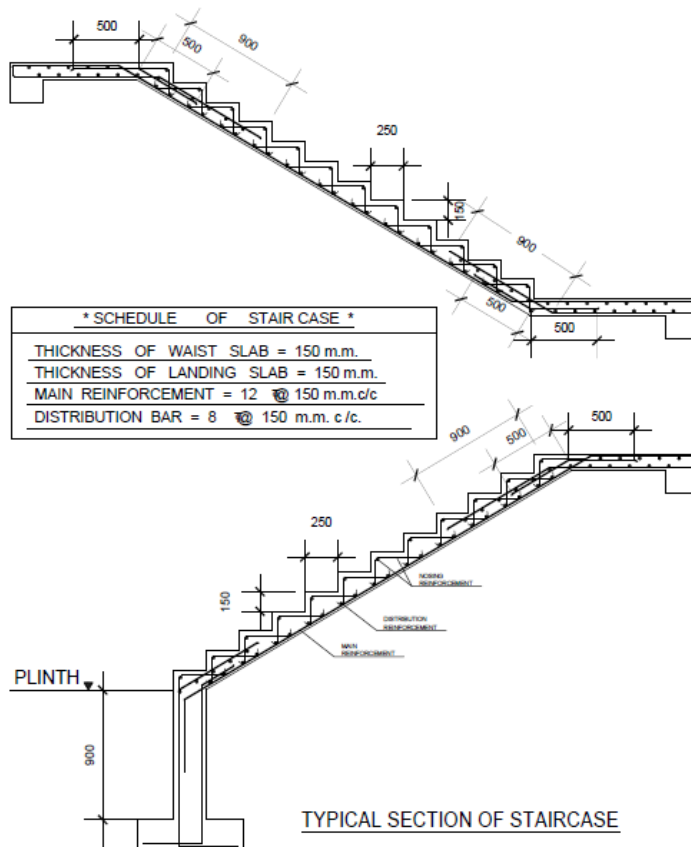 500
500
900
250
150
900
500
500
* SCHEDULE OF STAIR CASE *
THICKNESS OF WAIST SLAB = 150 m.m.
THICKNESS OF LANDING SLAB = 150 m.m.
MAIN REINFORCEMENT = 12 @ 150 m.m.c/c
DISTRIBUTION BAR = 8 @ 150 m.m. c/c.
900
500
500
250
150
NOSING
REINFORCEMENT
DISTRIBUTION
REINFORCEMENT
MAIN
REINFORCEMENT
PLINTH
900
TYPICAL SECTION OF STAIRCASE